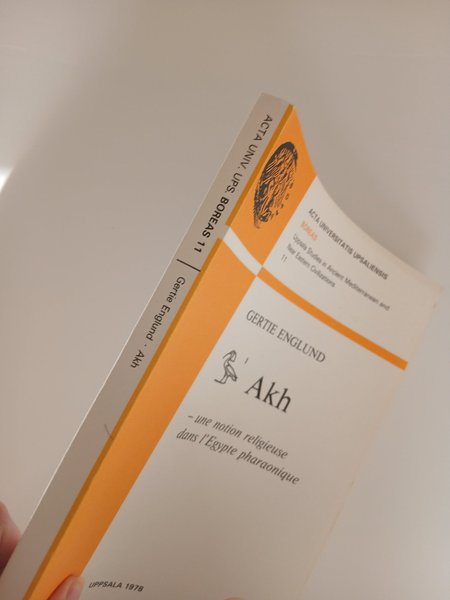 ACTA UNIV. UPS. BOREAS 11 Gertie Englund · Akh
ACTA UNIVERSITATIS UPSALIENSIS
BOREAS
Uppsala Studies in Ancient Mediterranean and
Near Eastern Civilizations
11
GERTIE ENGLUND
Akh
– une notion religieuse
dans l'Egypte pharaonique
UPPSALA 1978